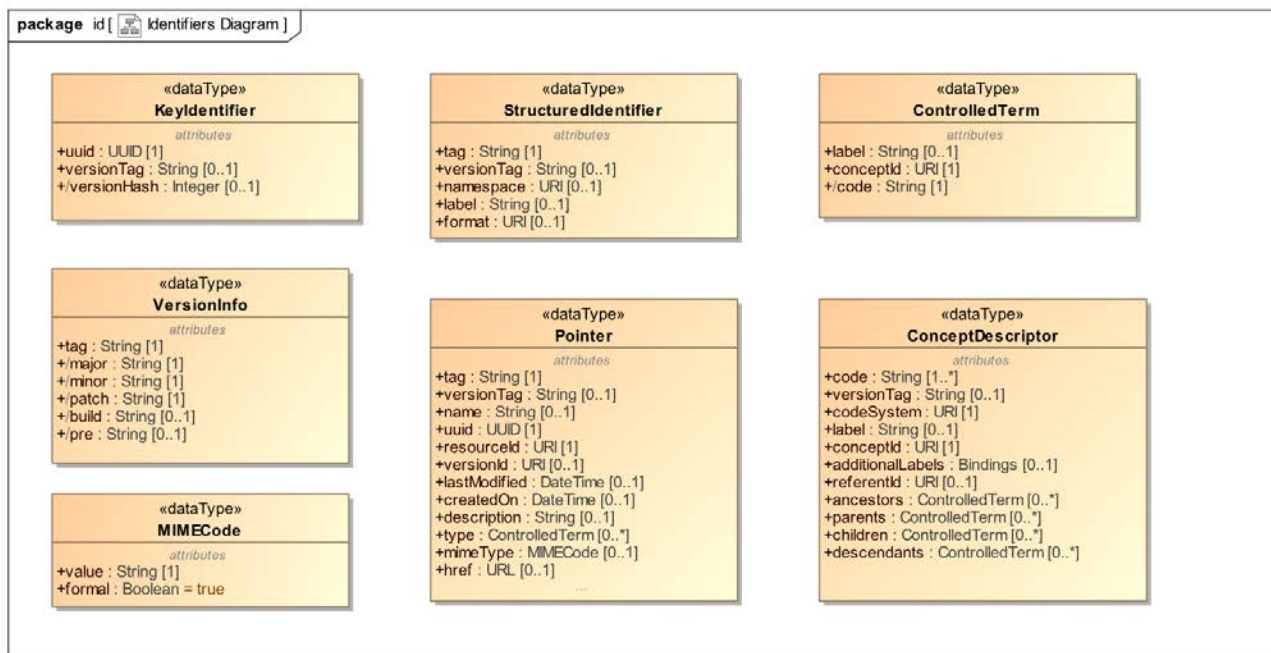 package id [ Identifiers Diagram ]
«dataType»
KeyIdentifier
attributes
+uuid : UUID [1]
+versionTag : String [0..1]
+/versionHash : Integer [0..1]
«dataType»
StructuredIdentifier
attributes
+tag : String [1]
+versionTag : String [0..1]
+namespace : URI [0..1]
+label : String [0..1]
+format : URI [0..1]
«dataType»
ControlledTerm
attributes
+label : String [0..1]
+conceptId : URI [1]
+/code : String [1]
«dataType»
VersionInfo
attributes
+tag : String [1]
+/major : String [1]
+/minor : String [1]
+/patch : String [1]
+/build : String [0..1]
+/pre : String [0..1]
«dataType»
Pointer
attributes
+tag : String [1]
+versionTag : String [0..1]
+name : String [0..1]
+uuid : UUID [1]
+resourceId : URI [1]
+versionId : URI [0..1]
+lastModified : DateTime [0..1]
+createdOn : DateTime [0..1]
+description : String [0..1]
+type : ControlledTerm [0..*]
+mimeType : MIMECode [0..1]
+href : URL [0..1]
...
«dataType»
ConceptDescriptor
attributes
+code : String [1..*]
+versionTag : String [0..1]
+codeSystem : URI [1]
+label : String [0..1]
+conceptId : URI [1]
+additionalLabels : Bindings [0..1]
+referentId : URI [0..1]
+ancestors : ControlledTerm [0..*]
+parents : ControlledTerm [0..*]
+children : ControlledTerm [0..*]
+descendants : ControlledTerm [0..*]
«dataType»
MIMECode
attributes
+value : String [1]
+formal : Boolean = true